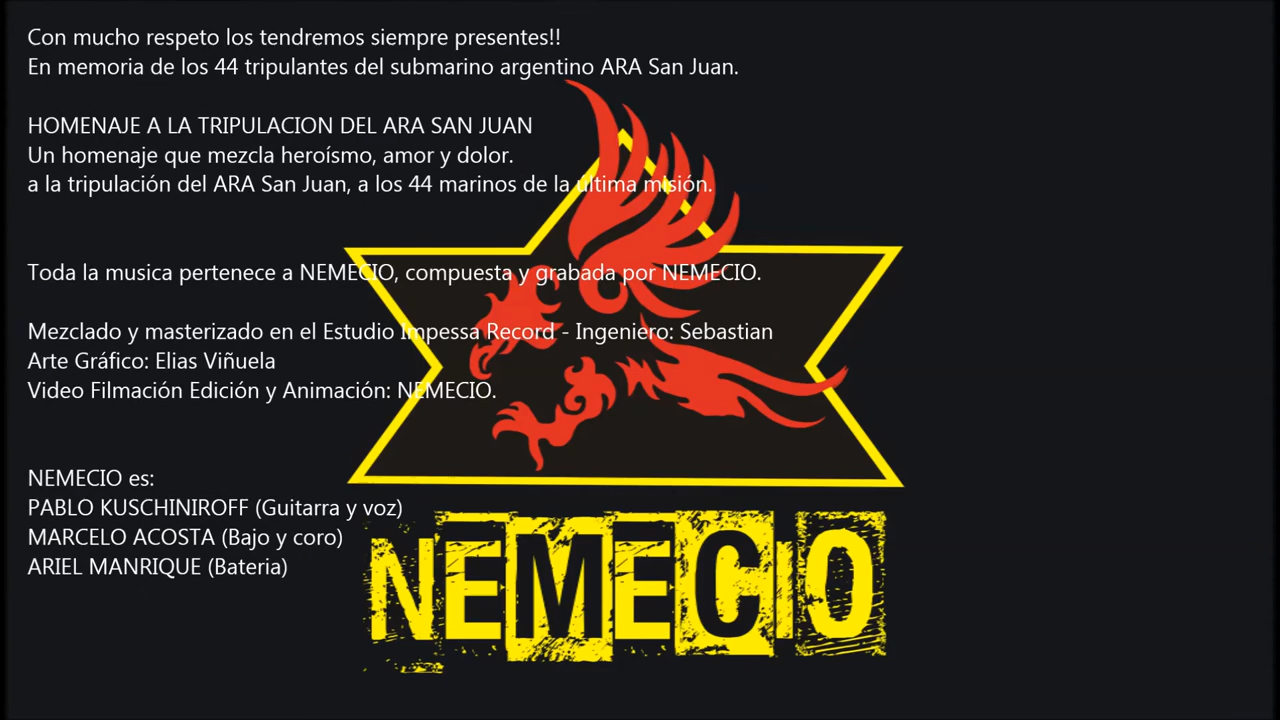 Con mucho respeto los tendremos siempre presentes!!
En memoria de los 44 tripulantes del submarino argentino ARA San Juan.
HOMENAJE A LA TRIPULACION DEL ARA SAN JUAN
Un homenaje que mezcla heroísmo, amor y dolor.
a la tripulación del ARA San Juan, a los 44 marinos de la última misión.
Toda la musica pertenece a NEMECIO, compuesta y grabada por NEMECIO.
Mezclado y masterizado en el Estudio Impessa Record - Ingeniero: Sebastian
Arte Gráfico: Elias Viñuela
Video Filmación Edición y Animación: NEMECIO.
NEMECIO es:
PABLO KUSCHINIROFF (Guitarra y voz)
MARCELO ACOSTA (Bajo y coro)
ARIEL MANRIQUE (Bateria)
NEMECIO